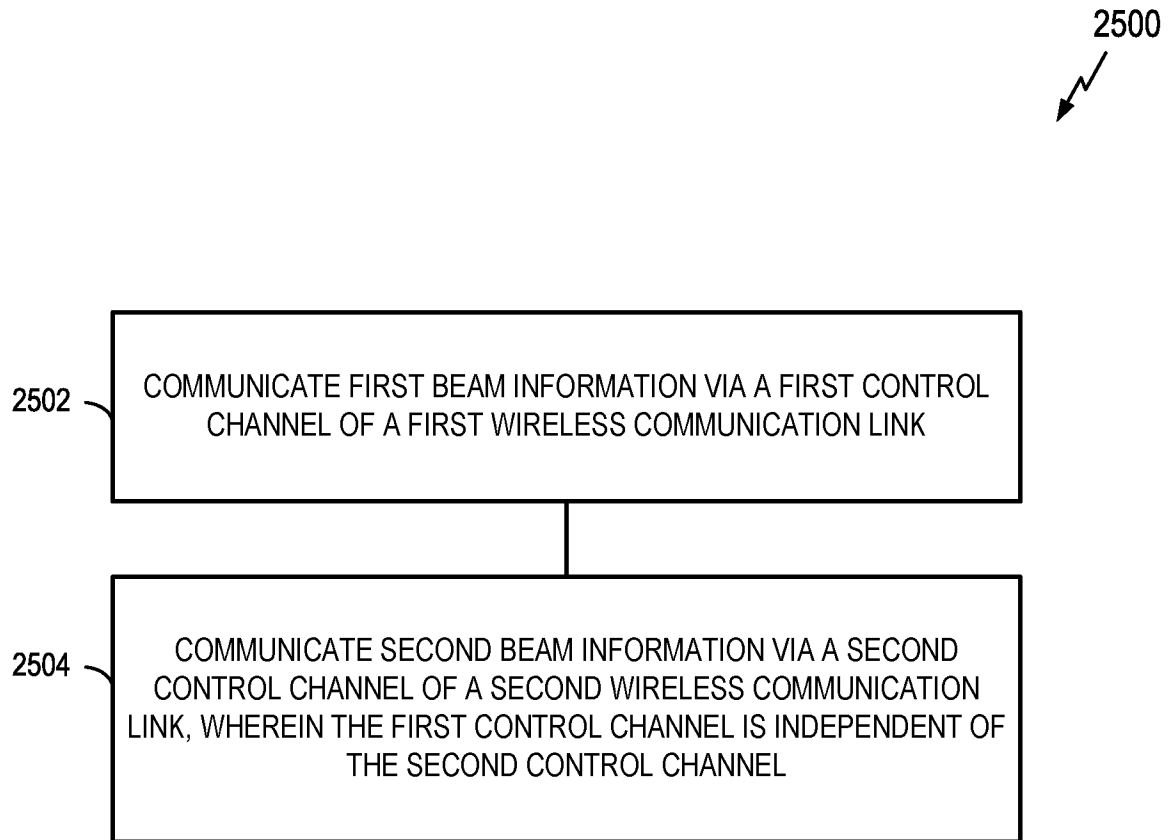 2500
2502
COMMUNICATE FIRST BEAM INFORMATION VIA A FIRST CONTROL
CHANNEL OF A FIRST WIRELESS COMMUNICATION LINK
2504
COMMUNICATE SECOND BEAM INFORMATION VIA A SECOND
CONTROL CHANNEL OF A SECOND WIRELESS COMMUNICATION
LINK, WHEREIN THE FIRST CONTROL CHANNEL IS INDEPENDENT OF
THE SECOND CONTROL CHANNEL